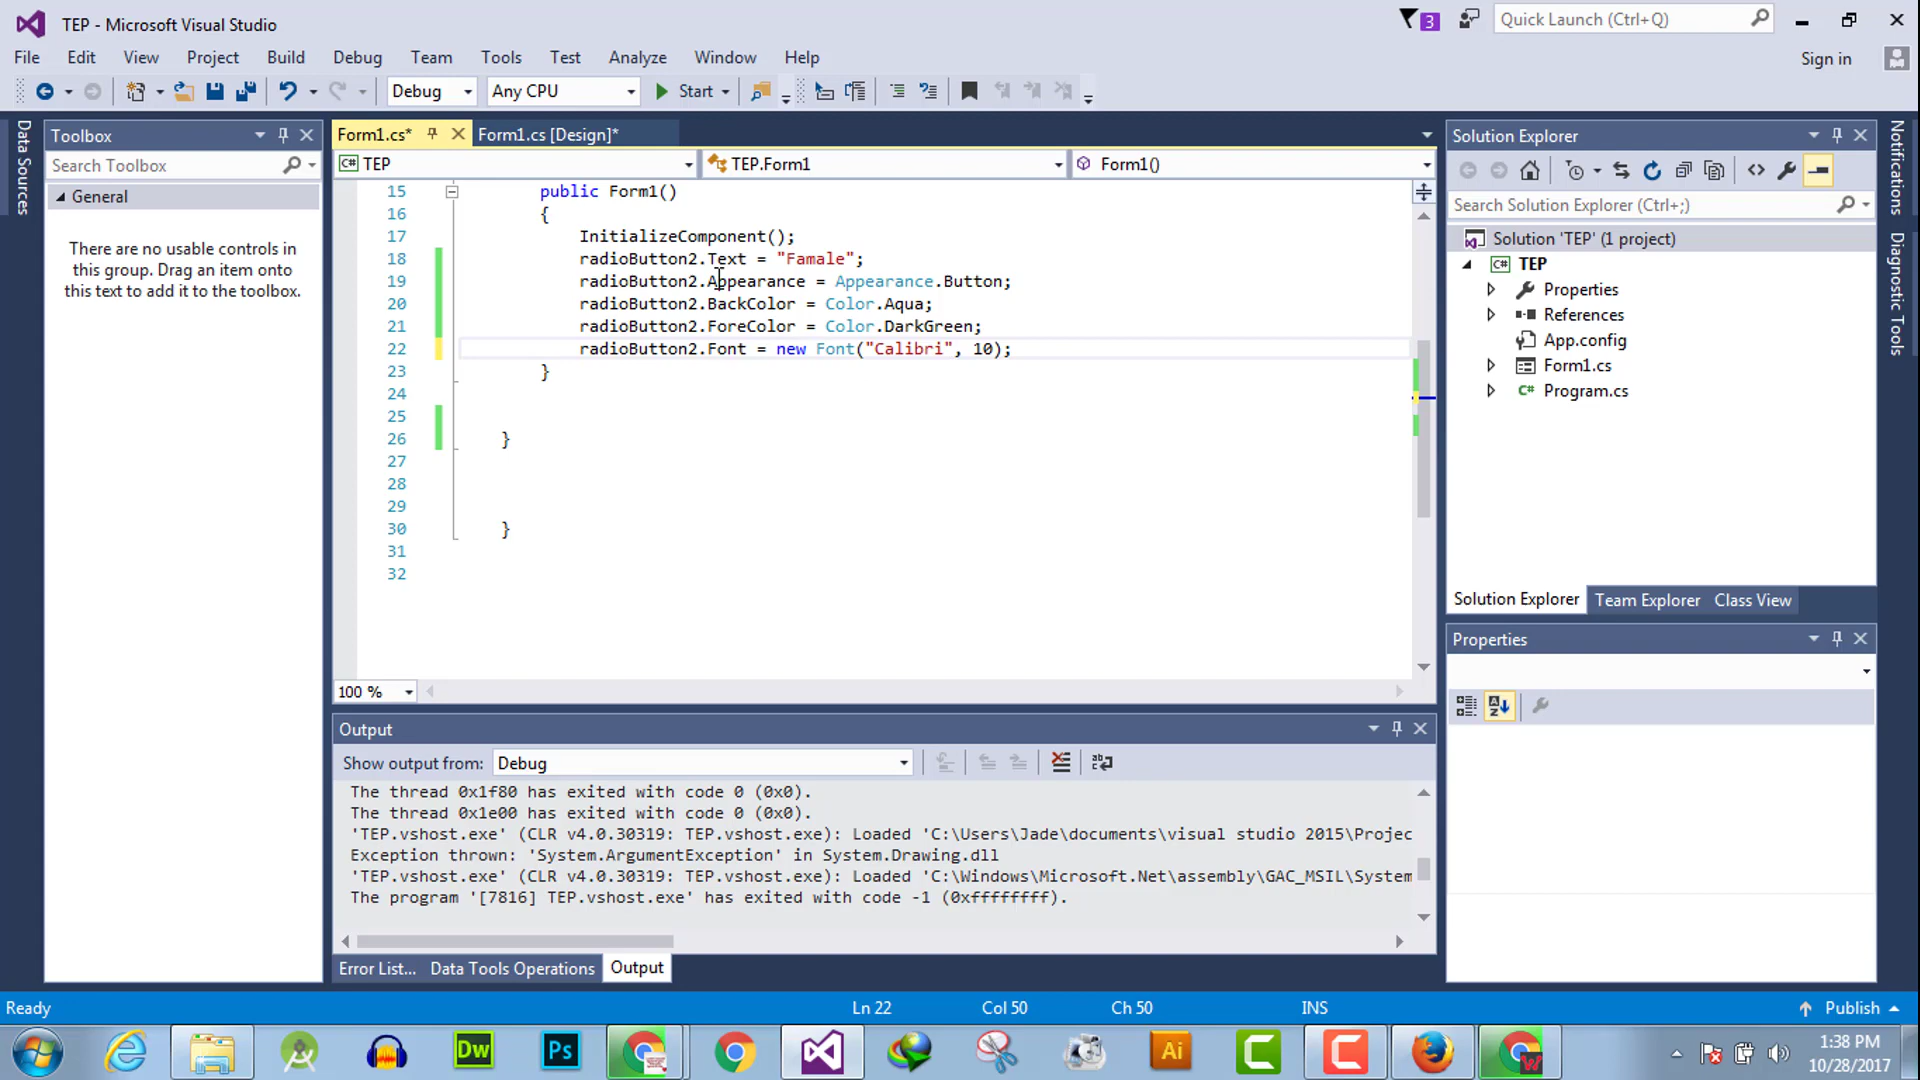 TEP - Microsoft Visual Studio
3
Quick Launch (Ctrl+Q)
File Edit View Project Build Debug Team Tools Test Analyze Window Help
Sign in
Debug Any CPU Start
Data Sources
Toolbox
Search Toolbox
General
There are no usable controls in
this group. Drag an item onto
this text to add it to the toolbox.
Form1.cs*
Form1.cs [Design]*
C# TEP
TEP.Form1
Form1()
15 public Form1()
16 {
17 InitializeComponent();
18 radioButton2.Text = "Famale";
19 radioButton2.Appearance = Appearance.Button;
20 radioButton2.BackColor = Color.Aqua;
21 radioButton2.ForeColor = Color.DarkGreen;
22 radioButton2.Font = new Font("Calibri", 10);
23 }
24
25
26 }
27
28
29
30 }
31
32
100 %
Output
Show output from: Debug
The thread 0x1f80 has exited with code 0 (0x0).
The thread 0x1e00 has exited with code 0 (0x0).
'TEP.vshost.exe' (CLR v4.0.30319: TEP.vshost.exe): Loaded 'C:\Users\Jade\documents\visual studio 2015\Projec
Exception thrown: 'System.ArgumentException' in System.Drawing.dll
'TEP.vshost.exe' (CLR v4.0.30319: TEP.vshost.exe): Loaded 'C:\Windows\Microsoft.Net\assembly\GAC_MSIL\System
The program '[7816] TEP.vshost.exe' has exited with code -1 (0xffffffff).
Error List...
Data Tools Operations
Output
Solution Explorer
Search Solution Explorer (Ctrl+;)
Solution 'TEP' (1 project)
C# TEP
Properties
References
App.config
Form1.cs
C# Program.cs
Solution Explorer
Team Explorer
Class View
Properties
Notifications
Diagnostic Tools
Ready
Ln 22
Col 50
Ch 50
INS
Publish
Dw
Ps
Ai
1:38 PM
10/28/2017